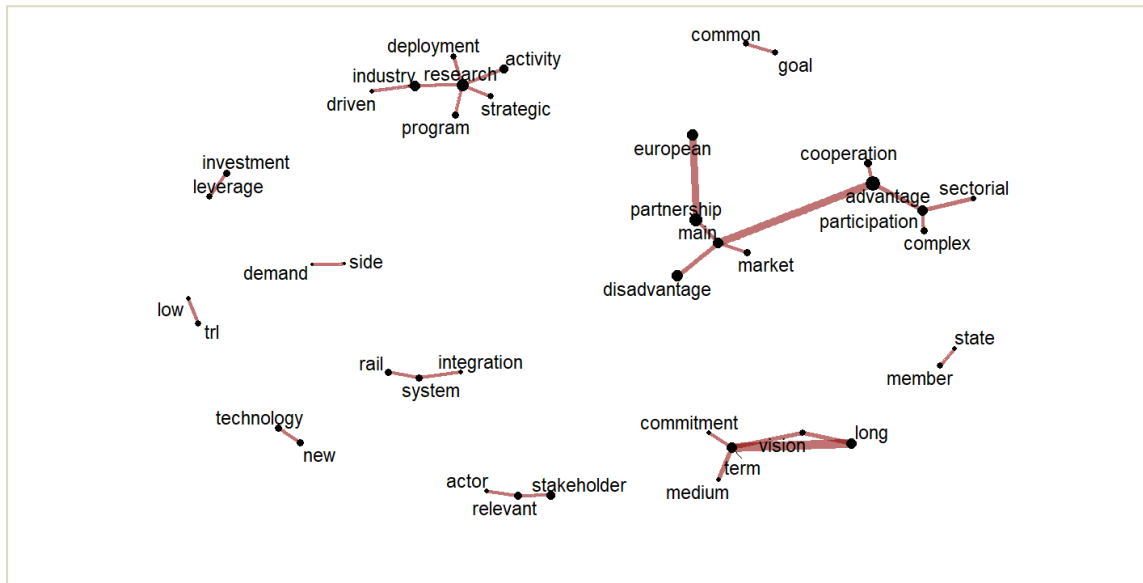 common
goal
deployment
activity
industry
research
driven
strategic
program
european
cooperation
investment
leverage
advantage
sectorial
partnership
participation
main
complex
market
demand
side
disadvantage
low
trl
state
rail
integration
member
system
technology
commitment
long
vision
new
term
actor
stakeholder
medium
relevant